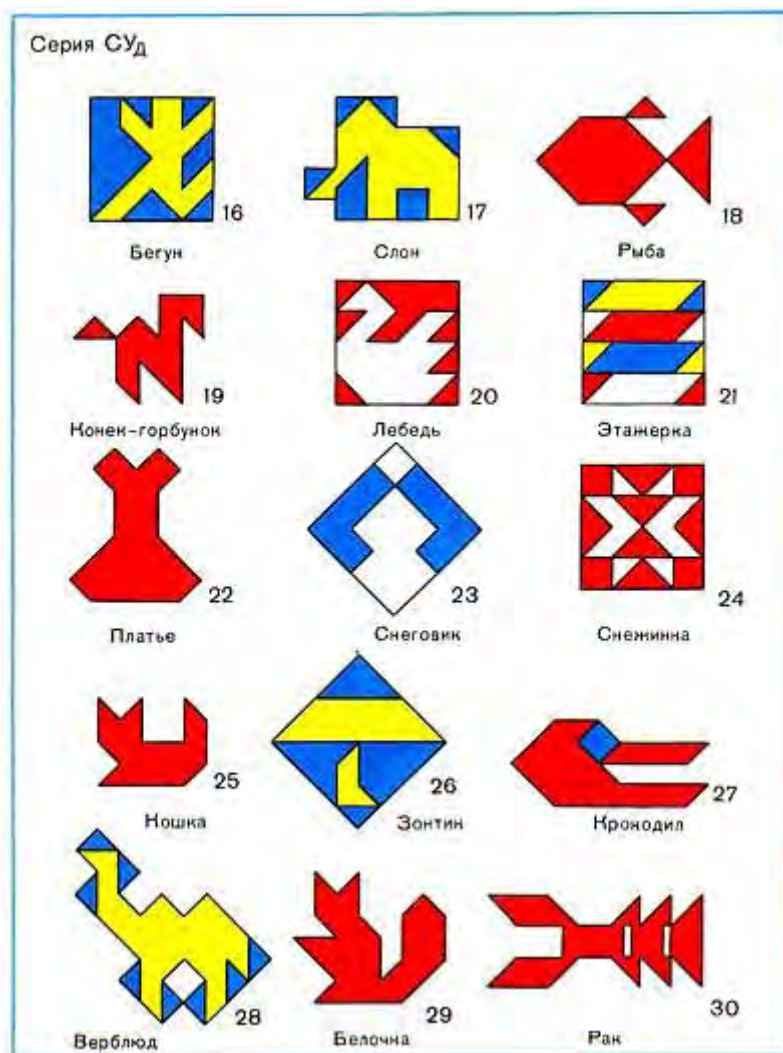 Серия СУД
16
Бегун
17
Слон
18
Рыба
19
Конек-горбунок
20
Лебедь
21
Этажерка
22
Платье
23
Снеговик
24
Снежинка
25
Кошка
26
Зонтик
27
Крокодил
28
Верблюд
29
Белочка
30
Рак